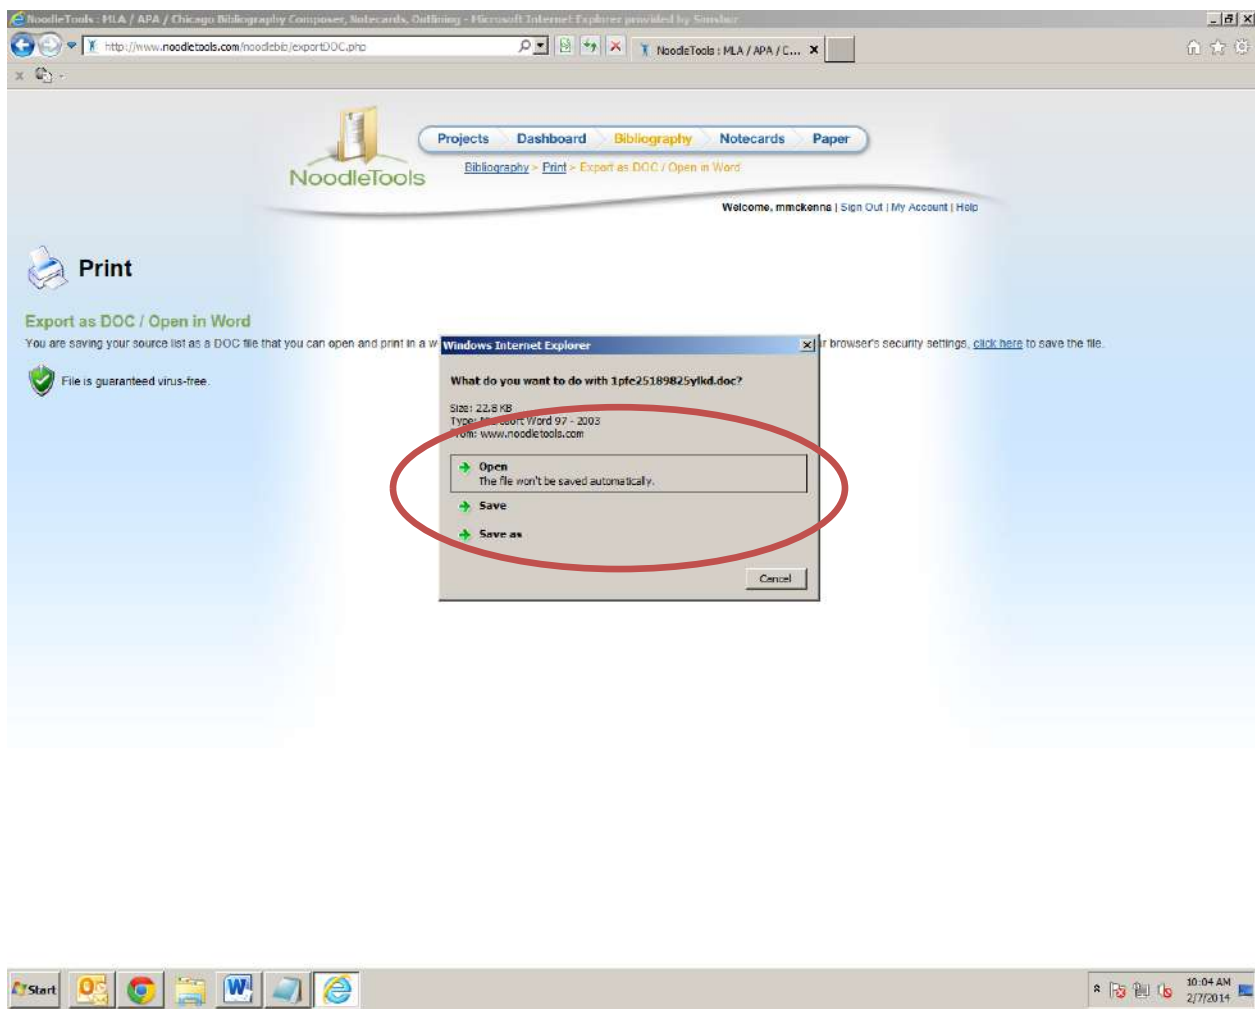 NoodleTools : MLA / APA / Chicago Bibliography Composer, Notecards, Outlining - Microsoft Internet Explorer provided by
http://www.noodletools.com/noodlebib/exportDOC.php
NoodleTools : MLA / APA / C...
Projects Dashboard Bibliography Notecards Paper
NoodleTools
Bibliography > Print > Export as DOC / Open in Word
Welcome, mmckenna | Sign Out | My Account | Help
Print
Export as DOC / Open in Word
You are saving your source list as a DOC file that you can open and print in a w
ir browser's security settings, click here to save the file.
File is guaranteed virus-free.
Windows Internet Explorer
What do you want to do with 1pfc25189825ylkd.doc?
Size: 22.8 KB
Type: Microsoft Word 97 - 2003
From: www.noodletools.com
Open
The file won't be saved automatically.
Save
Save as
Cancel
Start
10:04 AM
2/7/2014